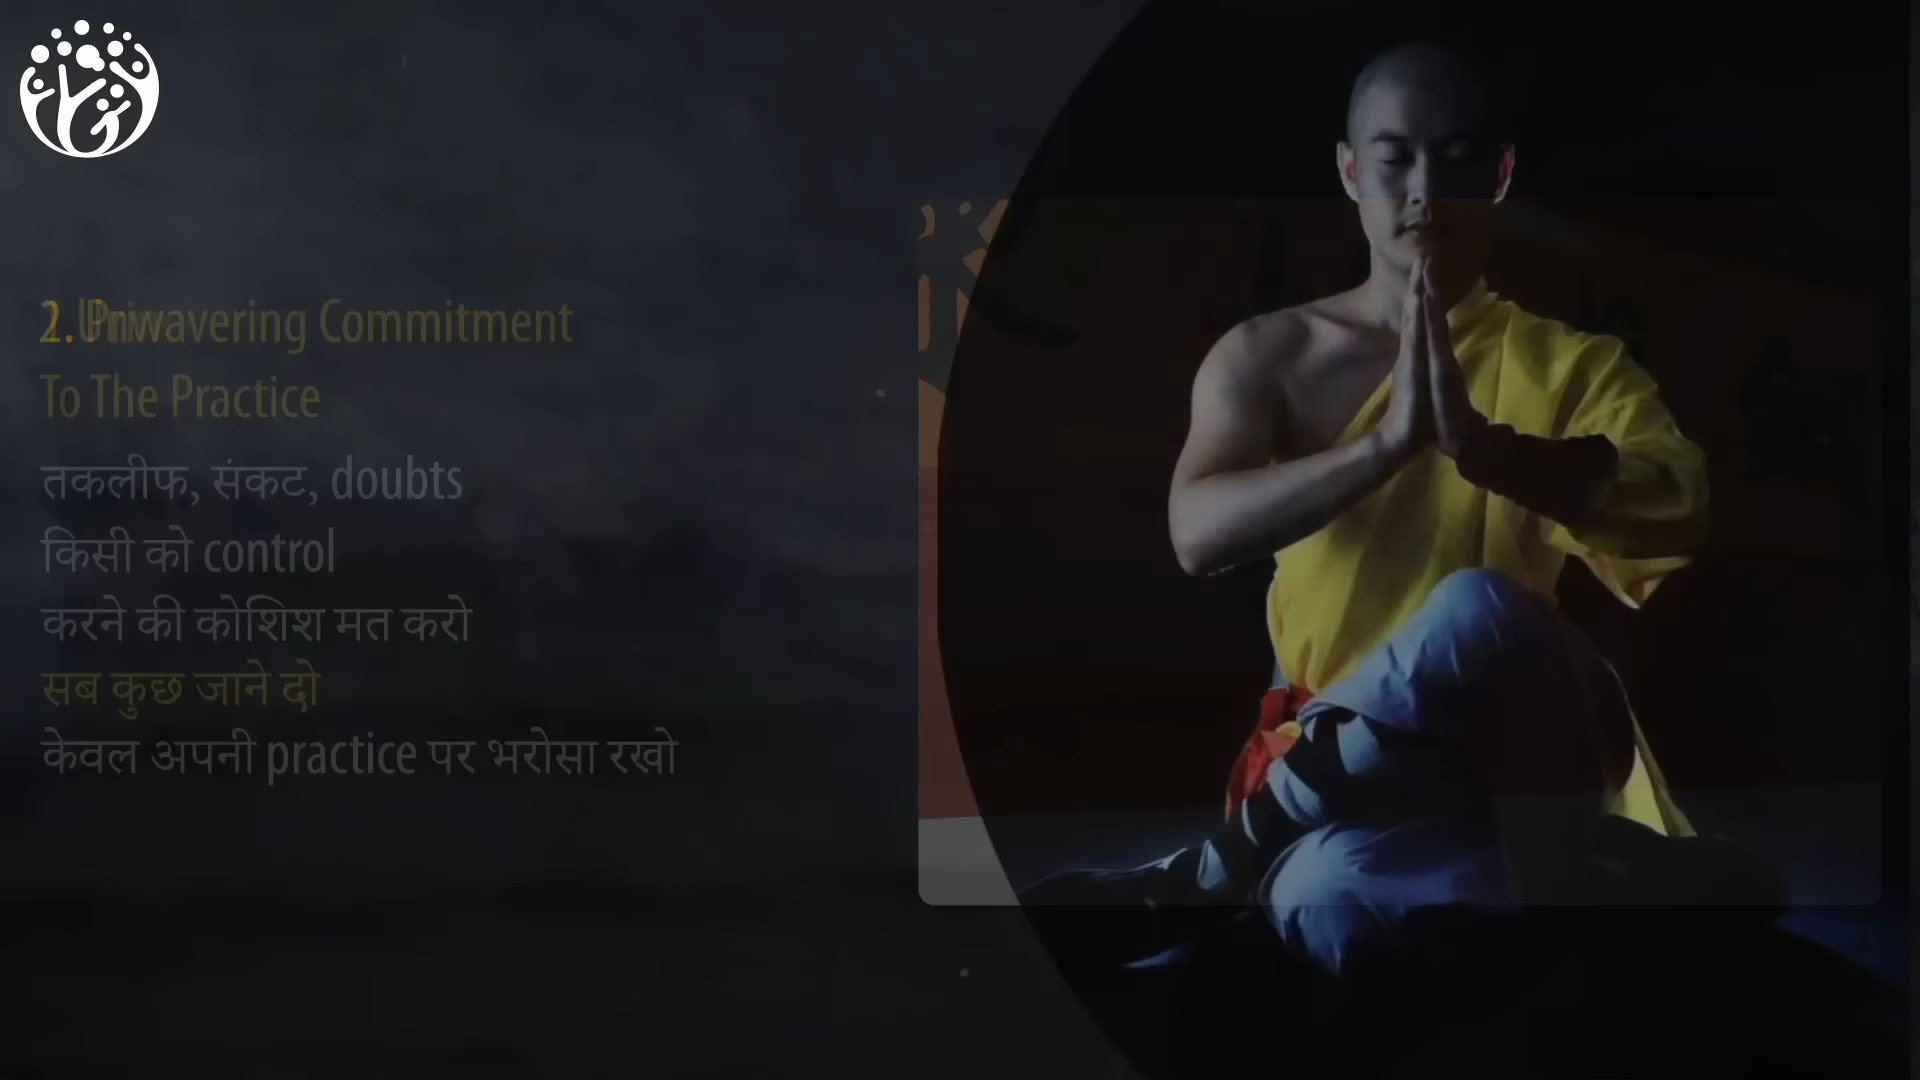 2. Unwavering Commitment
To The Practice
तकलीफ, संकट, doubts
किसी को control
करने की कोशिश मत करो
सब कुछ जाने दो
केवल अपनी practice पर भरोसा रखो